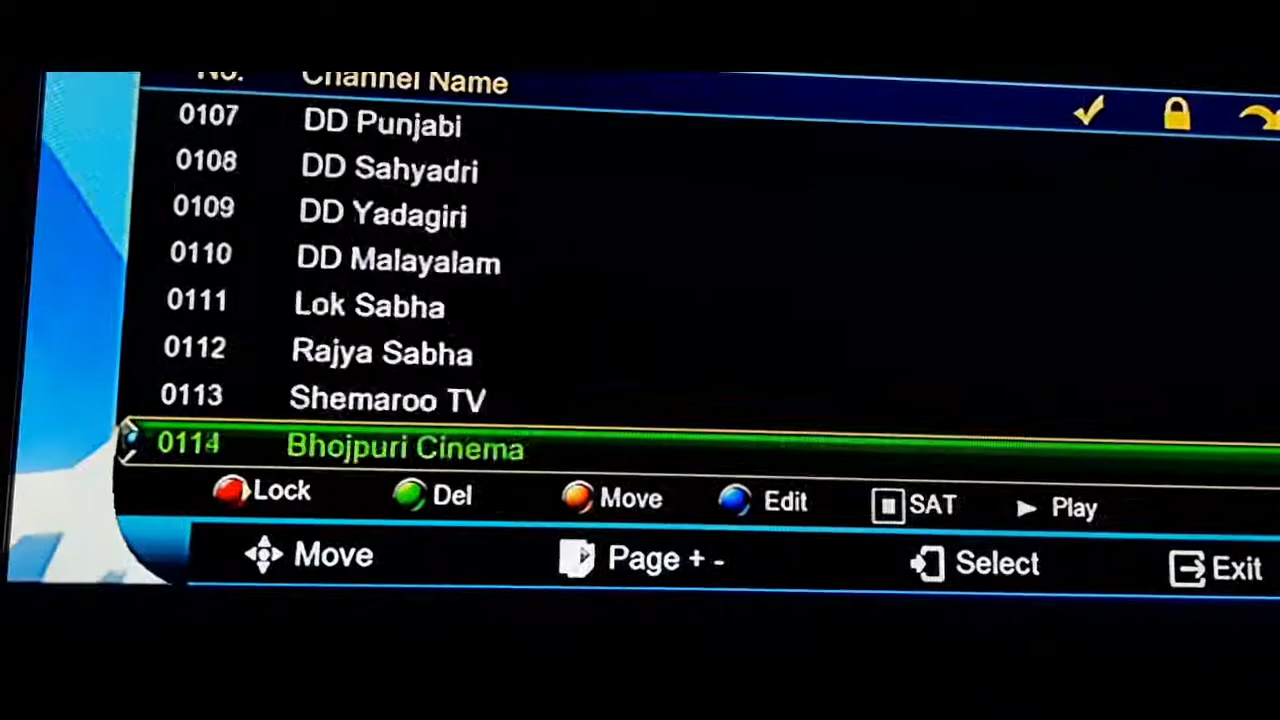 No. Channel Name
0107 DD Punjabi
0108 DD Sahyadri
0109 DD Yadagiri
0110 DD Malayalam
0111 Lok Sabha
0112 Rajya Sabha
0113 Shemaroo TV
0114 Bhojpuri Cinema
Lock Del Move Edit SAT Play
Move Page + - Select Exit